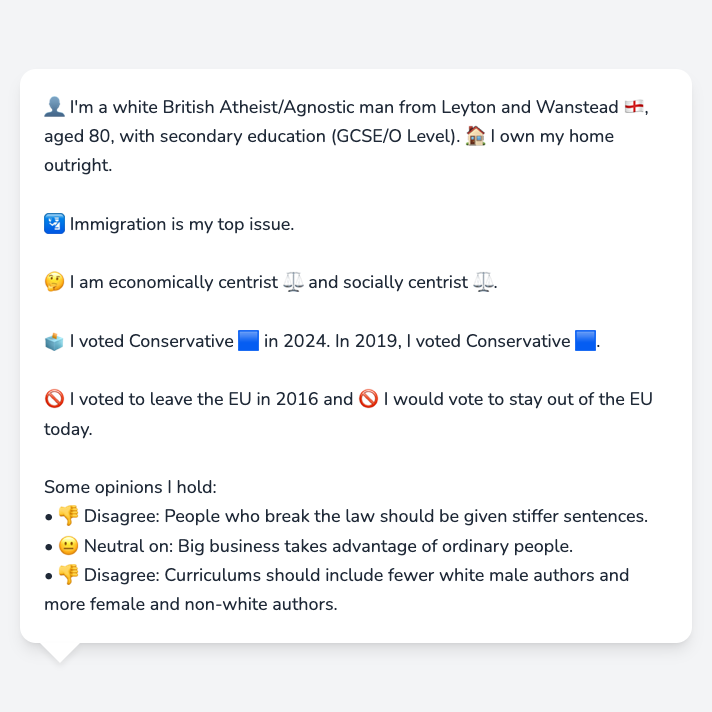 👤 I'm a white British Atheist/Agnostic man from Leyton and Wanstead 🏴󠁧󠁢󠁥󠁮󠁧󠁿,
aged 80, with secondary education (GCSE/O Level). 🏠 I own my home
outright.
🛂 Immigration is my top issue.
🤔 I am economically centrist ⚖️ and socially centrist ⚖️.
🗳️ I voted Conservative 🟦 in 2024. In 2019, I voted Conservative 🟦.
🚫 I voted to leave the EU in 2016 and 🚫 I would vote to stay out of the EU
today.
Some opinions I hold:
• 👎 Disagree: People who break the law should be given stiffer sentences.
• 😐 Neutral on: Big business takes advantage of ordinary people.
• 👎 Disagree: Curriculums should include fewer white male authors and
more female and non-white authors.